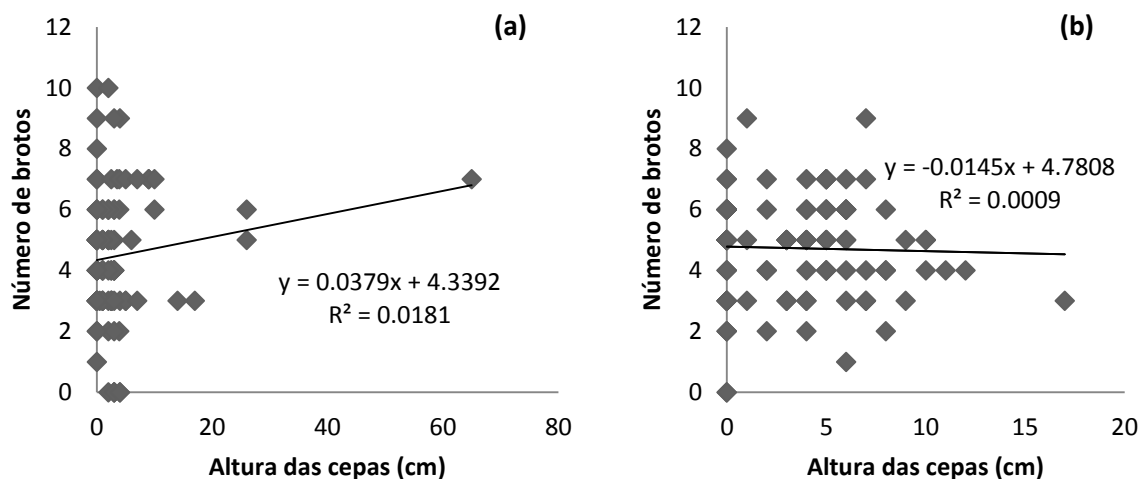 (a)
12
10
8
6
4
2
0
Número de brotos
y = 0.0379x + 4.3392
R² = 0.0181
0 20 40 60 80
Altura das cepas (cm)
(b)
12
10
8
6
4
2
0
Número de brotos
y = -0.0145x + 4.7808
R² = 0.0009
0 5 10 15 20
Altura das cepas (cm)